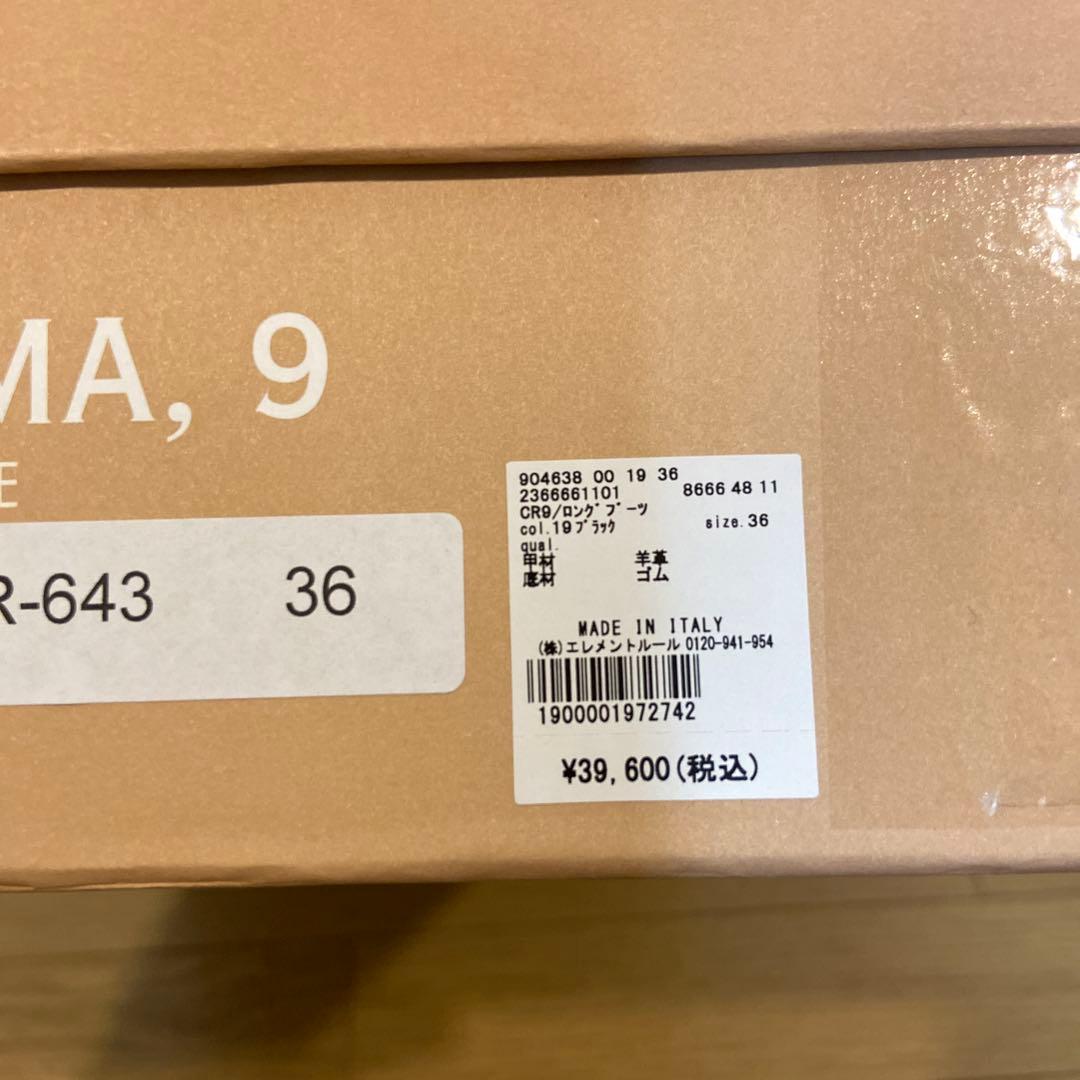 MA, 9
E
R-643 36
904638 00 19 36
2366661101 8666 48 11
CR9/ﾛﾝｸﾞﾌﾞｰﾂ
col.19ﾌﾞﾗｯｸ size.36
qual.
甲材 羊革
底材 ゴム
MADE IN ITALY
(株)エレメントルール 0120-941-954
1900001972742
¥39,600(税込)